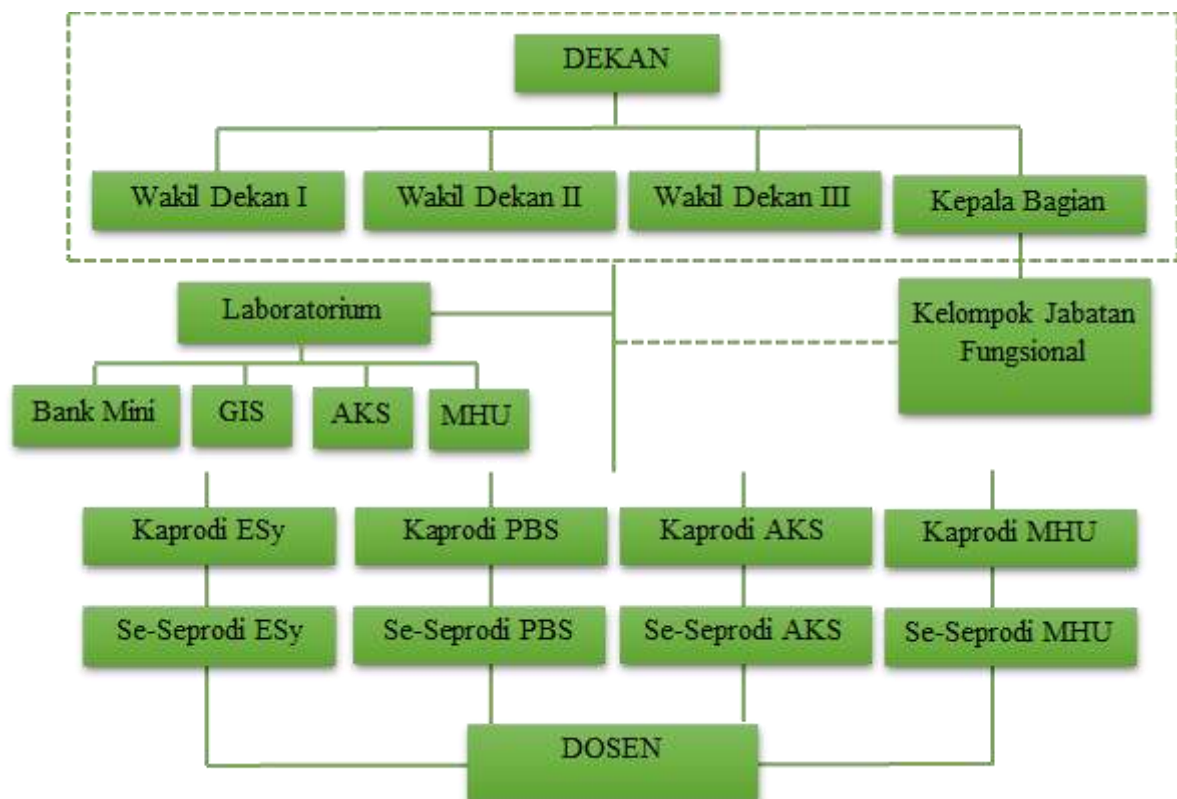 DEKAN
Wakil Dekan I
Wakil Dekan II
Wakil Dekan III
Kepala Bagian
Laboratorium
Kelompok Jabatan
Fungsional
Bank Mini
GIS
AKS
MHU
Kaprodi ESy
Kaprodi PBS
Kaprodi AKS
Kaprodi MHU
Se-Seprodi ESy
Se-Seprodi PBS
Se-Seprodi AKS
Se-Seprodi MHU
DOSEN